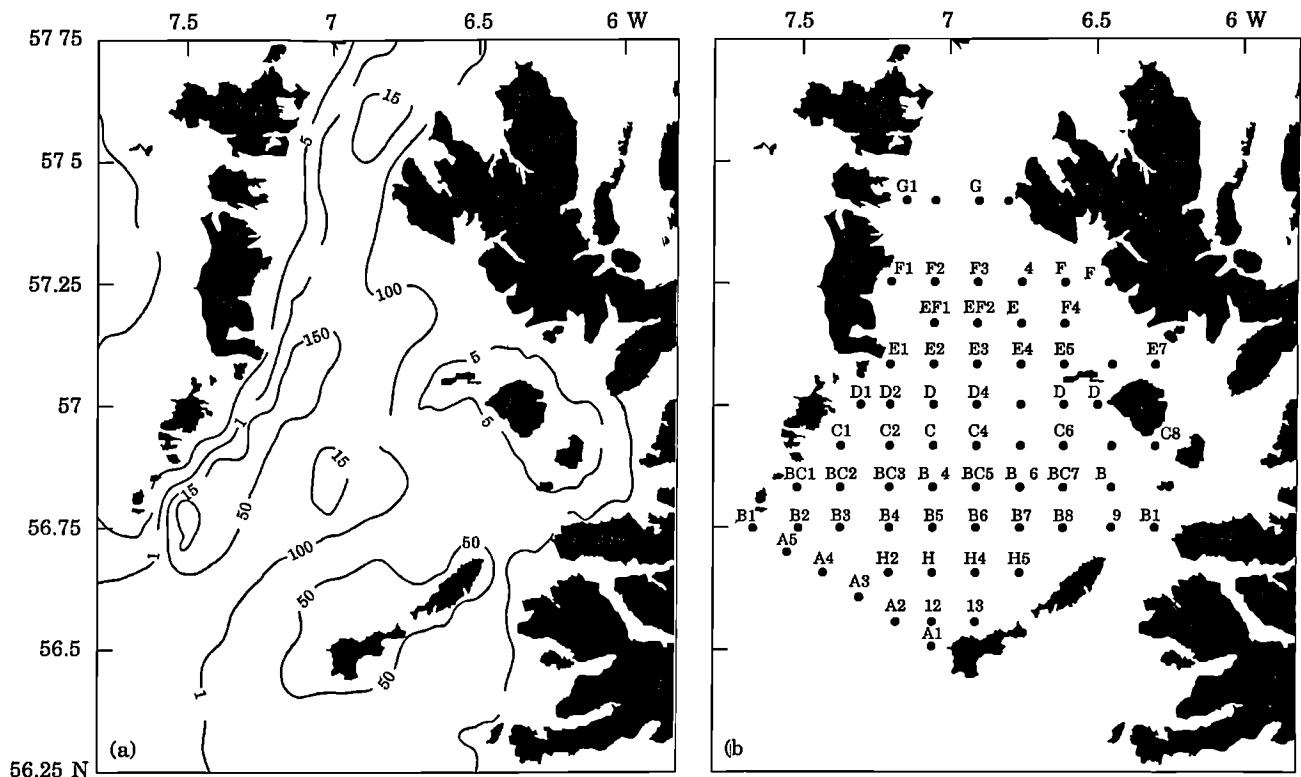 7.5 7 6.5 6 W 7.5 7 6.5 6 W
57 75
57 5
57.25
57
56.75
56.5
56.25 N
15
5
100
150
5
5
1
15
15
50
100
50
1
50
50
1
(a)
G1 G
F1 F2 F3 4 F F
EF1 EF2 E F4
E1 E2 E3 E4 E5 E7
D1 D2 D D4 D D
C1 C2 C C4 C6 C8
BC1 BC2 BC3 B 4 BC5 B 6 BC7 B
B1 B2 B3 B4 B5 B6 B7 B8 9 B1
A5
A4 H2 H H4 H5
A3
A2 12 13
A1
(b